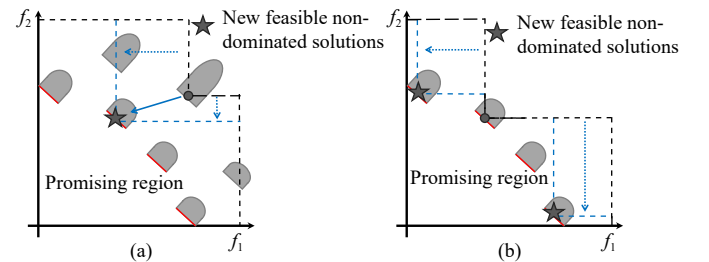 f2
New feasible non-
dominated solutions
Promising region
f1
(a)
f2
New feasible non-
dominated solutions
Promising region
f1
(b)